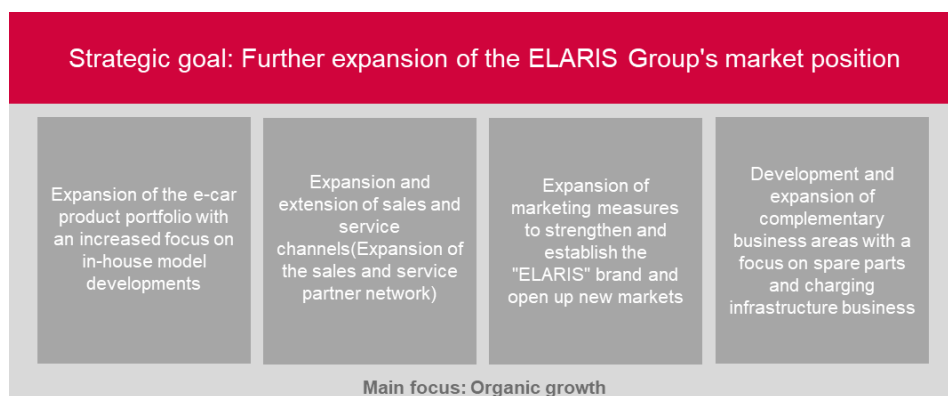 Strategic goal: Further expansion of the ELARIS Group's market position
Expansion of the e-car
product portfolio with
an increased focus on
in-house model
developments
Expansion and
extension of sales and
service
channels(Expansion of
the sales and service
partner network)
Expansion of
marketing measures
to strengthen and
establish the
"ELARIS" brand and
open up new markets
Development and
expansion of
complementary
business areas with a
focus on spare parts
and charging
infrastructure business
Main focus: Organic growth